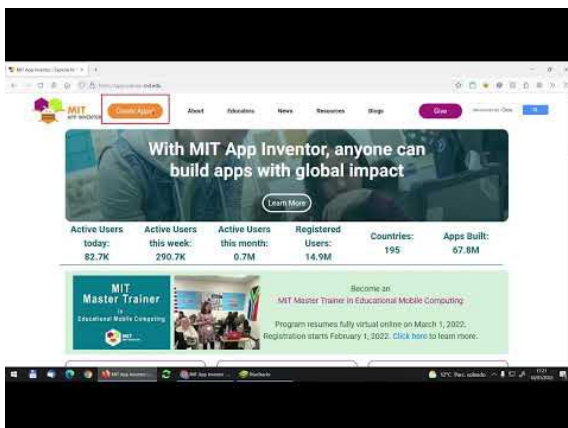 MIT
APP INVENTOR
Create Apps!
About
Educators
News
Resources
Blogs
Give
With MIT App Inventor, anyone can
build apps with global impact
Learn More
Active Users
today:
82.7K
Active Users
this week:
290.7K
Active Users
this month:
0.7M
Registered
Users:
14.9M
Countries:
195
Apps Built:
67.8M
MIT
Master Trainer
in
Educational Mobile Computing
Become an
MIT Master Trainer in Educational Mobile Computing
Program resumes fully virtual online on March 1, 2022.
Registration starts February 1, 2022. Click here to learn more.